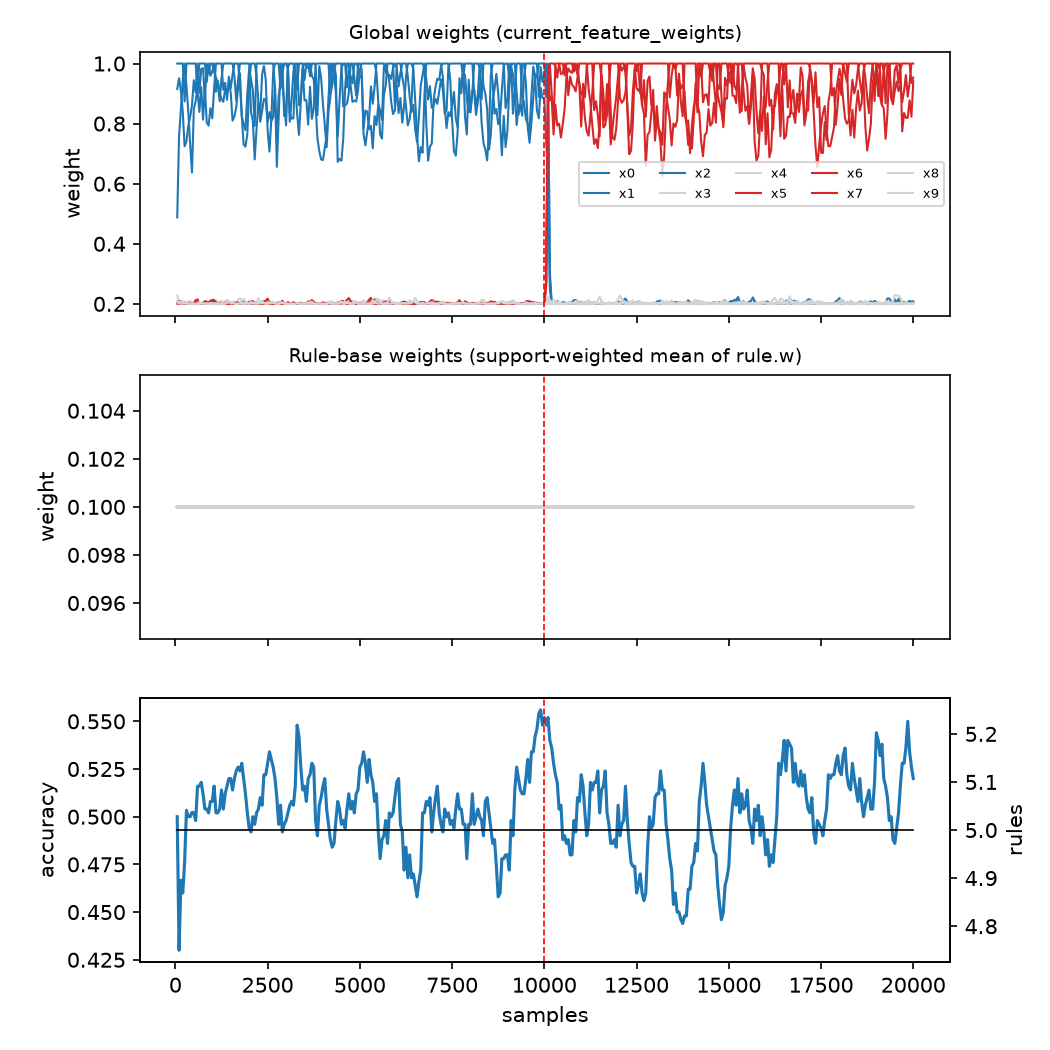 Global weights (current_feature_weights)
1.0
0.8
0.6
0.4
0.2
weight
x0 x2 x4 x6 x8
x1 x3 x5 x7 x9
Rule-base weights (support-weighted mean of rule.w)
0.104
0.102
0.100
0.098
0.096
weight
0.550
0.525
0.500
0.475
0.450
0.425
accuracy
5.2
5.1
5.0
4.9
4.8
rules
0 2500 5000 7500 10000 12500 15000 17500 20000
samples